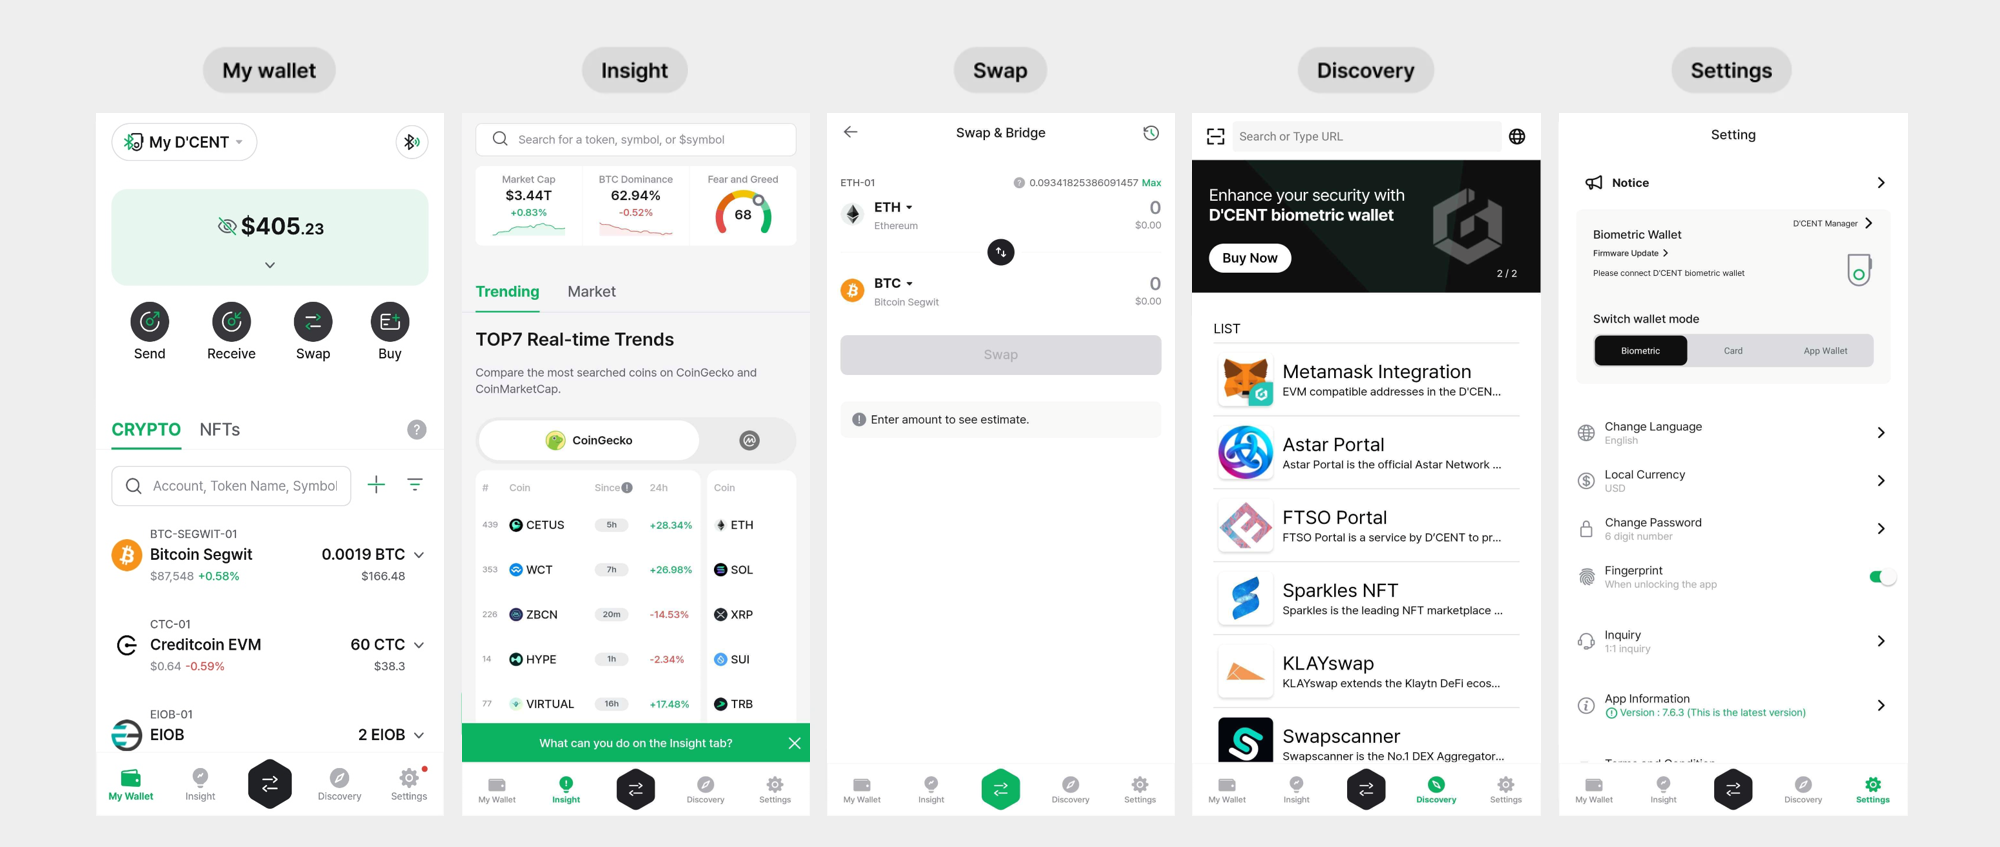 My wallet
Insight
Swap
Discovery
Settings
My D'CENT
$405.23
Send
Receive
Swap
Buy
CRYPTO
NFTs
?
Account, Token Name, Symbol
BTC-SEGWIT-01
Bitcoin Segwit
0.0019 BTC
$87,548 +0.58%
$166.48
CTC-01
Creditcoin EVM
60 CTC
$0.64 -0.59%
$38.3
EIOB-01
EIOB
2 EIOB
My Wallet
Insight
Discovery
Settings
Search for a token, symbol, or $symbol
Market Cap
$3.44T
+0.83%
BTC Dominance
62.94%
-0.52%
Fear and Greed
68
Trending
Market
TOP7 Real-time Trends
Compare the most searched coins on CoinGecko and
CoinMarketCap.
CoinGecko
# Coin Since 24h
Coin
439 CETUS 5h +28.34%
ETH
353 WCT 7h +26.98%
SOL
226 ZBCN 20m -14.53%
XRP
14 HYPE 1h -2.34%
SUI
77 VIRTUAL 16h +17.48%
TRB
What can you do on the Insight tab?
My Wallet
Insight
Discovery
Settings
Swap & Bridge
ETH-01
? 0.09341825386091457 Max
ETH
0
Ethereum
$0.00
BTC
0
Bitcoin Segwit
$0.00
Swap
Enter amount to see estimate.
My Wallet
Insight
Discovery
Settings
Search or Type URL
Enhance your security with
D'CENT biometric wallet
Buy Now
2 / 2
LIST
Metamask Integration
EVM compatible addresses in the D'CEN...
Astar Portal
Astar Portal is the official Astar Network ...
FTSO Portal
FTSO Portal is a service by D'CENT to pr...
Sparkles NFT
Sparkles is the leading NFT marketplace ...
KLAYswap
KLAYswap extends the Klaytn DeFi ecos...
Swapscanner
Swapscanner is the No.1 DEX Aggregator...
My Wallet
Insight
Discovery
Settings
Setting
Notice
D'CENT Manager
Biometric Wallet
Firmware Update
Please connect D'CENT biometric wallet
Switch wallet mode
Biometric
Card
App Wallet
Change Language
English
Local Currency
USD
Change Password
6 digit number
Fingerprint
When unlocking the app
Inquiry
1:1 inquiry
App Information
Version : 7.6.3 (This is the latest version)
Terms and Condition
My Wallet
Insight
Discovery
Settings